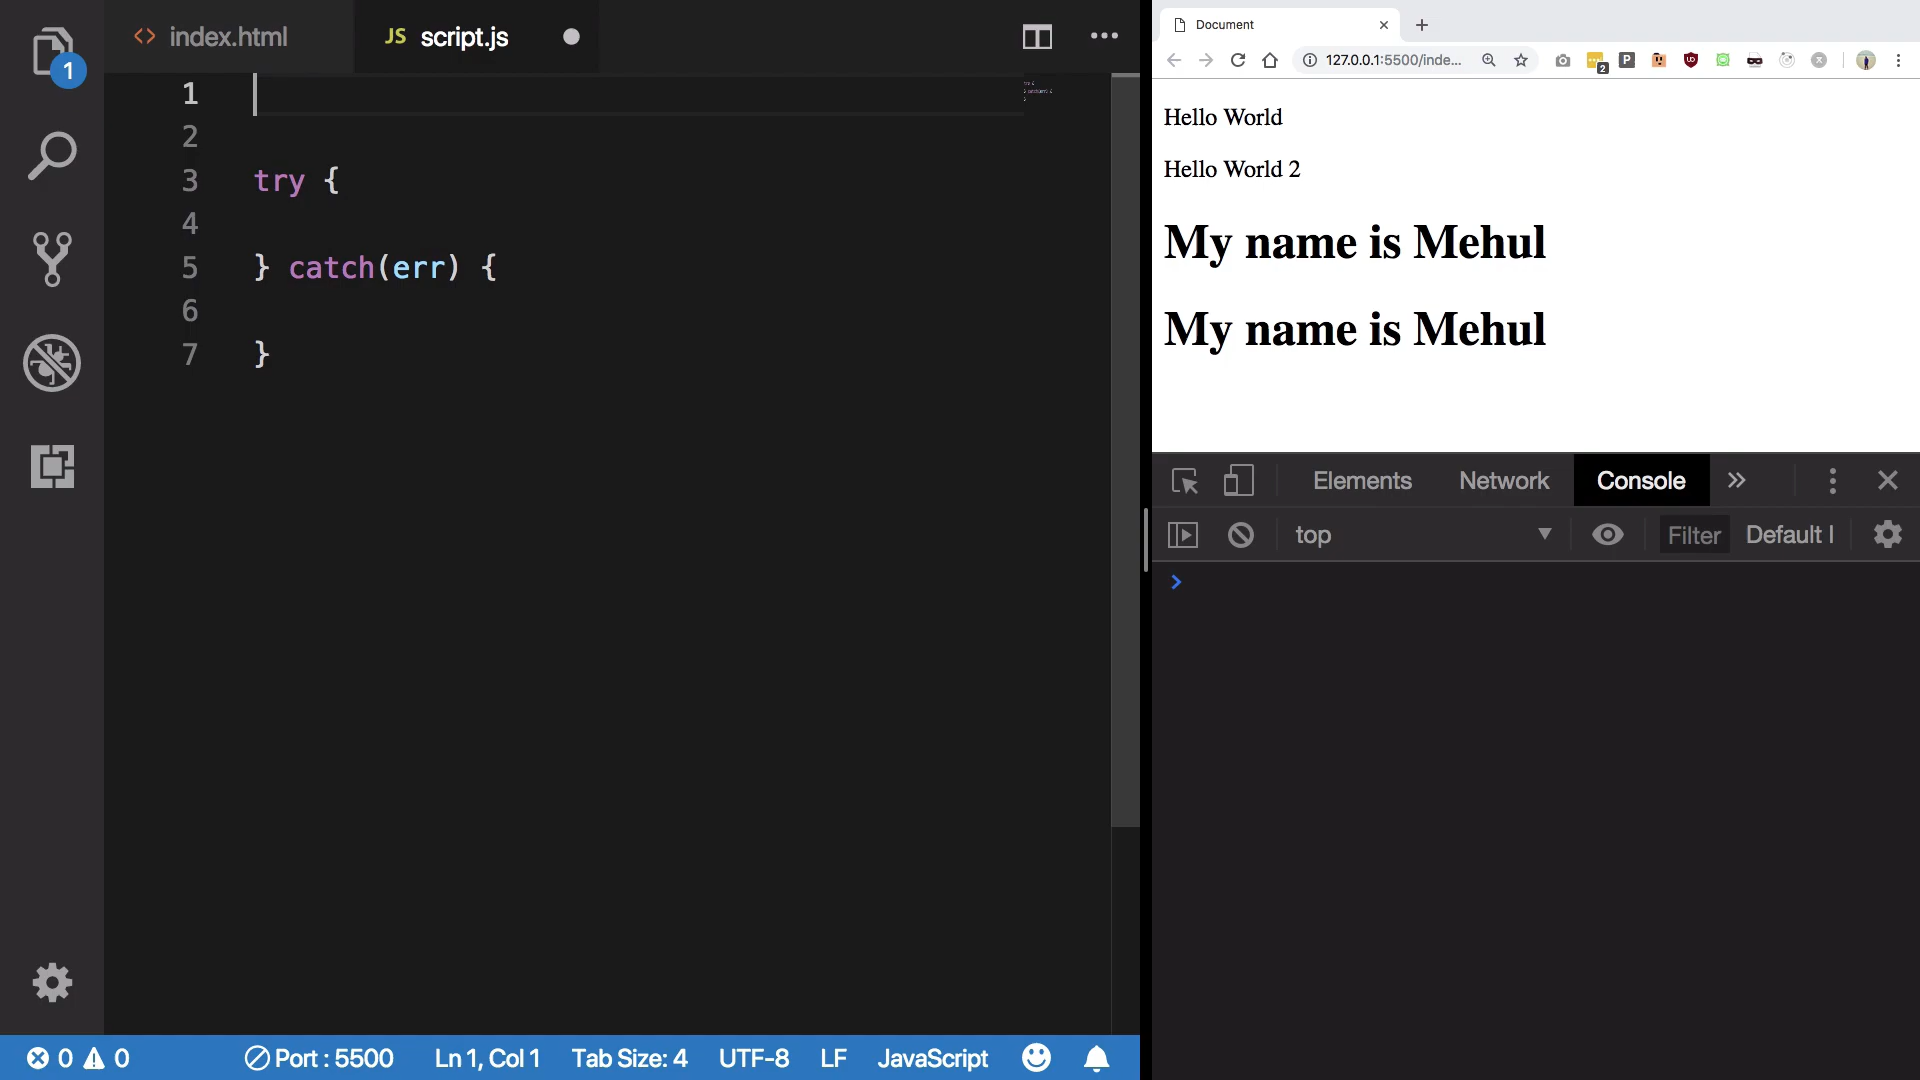 1
index.html
JS script.js
1
2
3 try {
4
5 } catch(err) {
6
7 }
0 0
Port : 5500
Ln 1, Col 1
Tab Size: 4
UTF-8
LF
JavaScript
Document
127.0.0.1:5500/inde...
2
P
Hello World
Hello World 2
My name is Mehul
My name is Mehul
Elements Network Console »
top
Filter
Default l
>